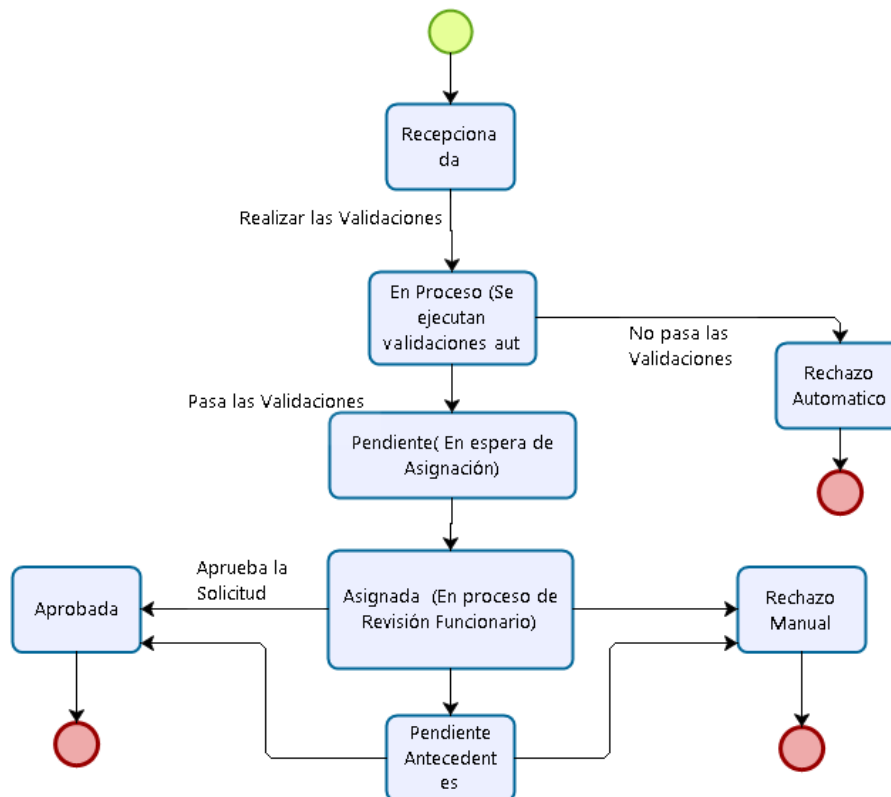 Recepciona
da
Realizar las Validaciones
En Proceso (Se
ejecutan
validaciones aut
No pasa las
Validaciones
Rechazo
Automatico
Pasa las Validaciones
Pendiente( En espera de
Asignación)
Aprueba la
Solicitud
Aprobada
Asignada  (En proceso de
Revisión Funcionario)
Rechazo
Manual
Pendiente
Antecedent
es